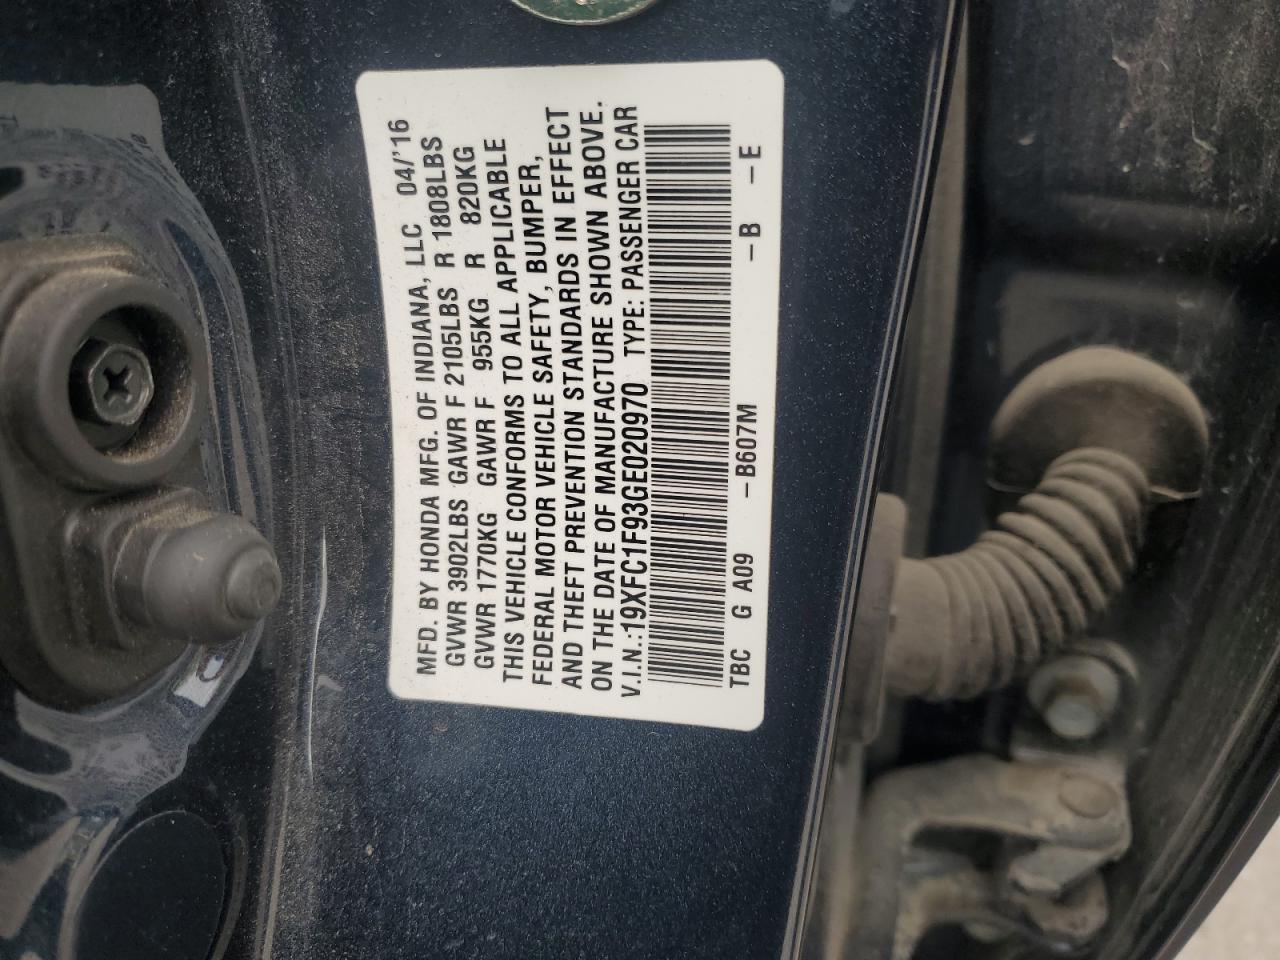 MFD. BY HONDA MFG. OF INDIANA, LLC 04/'16
GVWR 3902LBS GAWR F 2105LBS R 1808LBS
GVWR 1770KG GAWR F 955KG R 820KG
THIS VEHICLE CONFORMS TO ALL APPLICABLE
FEDERAL MOTOR VEHICLE SAFETY, BUMPER,
AND THEFT PREVENTION STANDARDS IN EFFECT
ON THE DATE OF MANUFACTURE SHOWN ABOVE.
V.I.N.:19XFC1F93GE020970 TYPE: PASSENGER CAR
TBC G A09 -B607M -B -E